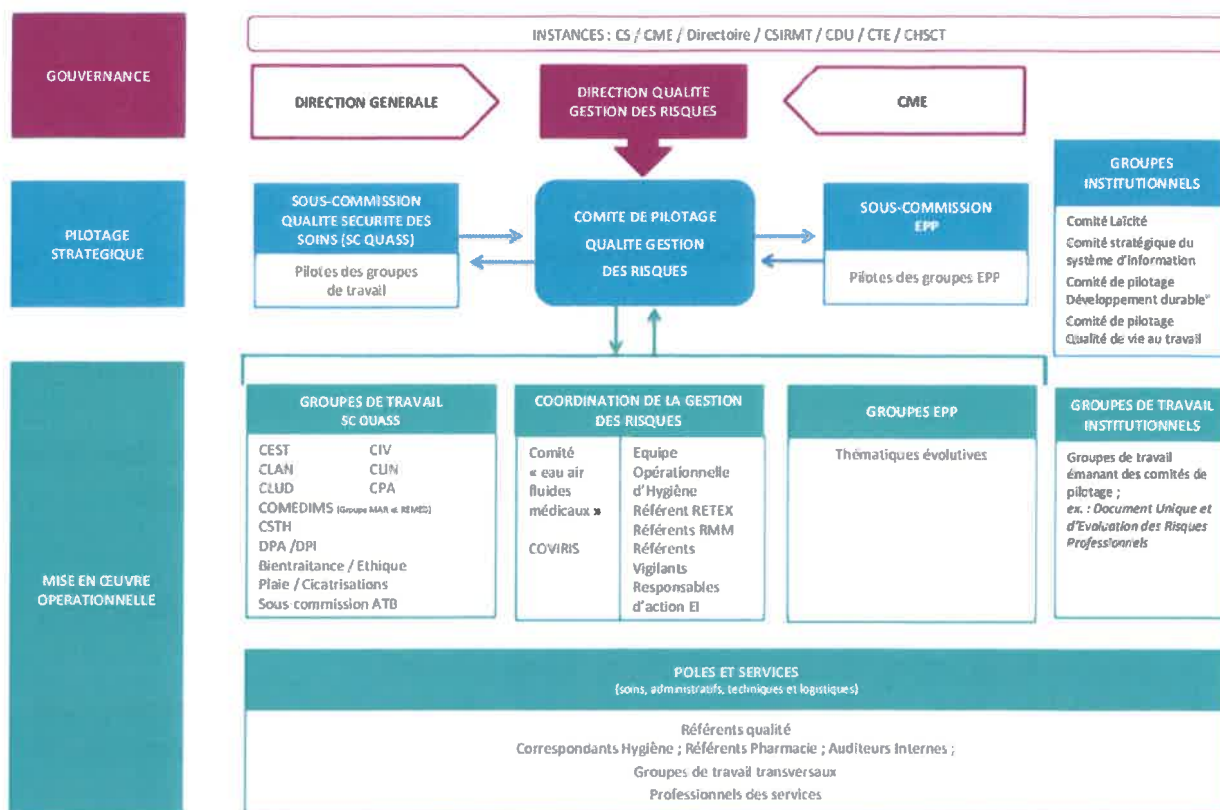 INSTANCES : CS / CME / Directoire / CSIRMT / CDU / CTE / CHSCT
GOUVERNANCE
DIRECTION GENERALE
DIRECTION QUALITE
GESTION DES RISQUES
CME
PILOTAGE
STRATEGIQUE
SOUS-COMMISSION
QUALITE SECURITE DES
SOINS (SC QUASS)
Pilotes des groupes
de travail
COMITE DE PILOTAGE
QUALITE GESTION
DES RISQUES
SOUS-COMMISSION
EPP
Pilotes des groupes EPP
GROUPES
INSTITUTIONNELS
Comité Laïcité
Comité stratégique du
système d'information
Comité de pilotage
Développement durable"
Comité de pilotage
Qualité de vie au travail
MISE EN ŒUVRE
OPERATIONNELLE
GROUPES DE TRAVAIL
SC QUASS
CEST
CLAN
CLUD
CIV
CLIN
CPA
COMEDIMS (Groupe MAR et REMED)
CSTH
DPA /DPI
Bientraitance / Ethique
Plaie / Cicatrisations
Sous-commission ATB
COORDINATION DE LA GESTION
DES RISQUES
Comité
« eau air
fluides
médicaux »
COVIRIS
Equipe
Opérationnelle
d'Hygiène
Référent RETEX
Référents RMM
Référents
Vigilants
Responsables
d'action EI
GROUPES EPP
Thématiques évolutives
GROUPES DE TRAVAIL
INSTITUTIONNELS
Groupes de travail
émanant des comités de
pilotage ;
ex. : Document Unique et
d'Evaluation des Risques
Professionnels
POLES ET SERVICES
(soins, administratifs, techniques et logistiques)
Référents qualité
Correspondants Hygiène ; Référents Pharmacie ; Auditeurs Internes ;
Groupes de travail transversaux
Professionnels des services